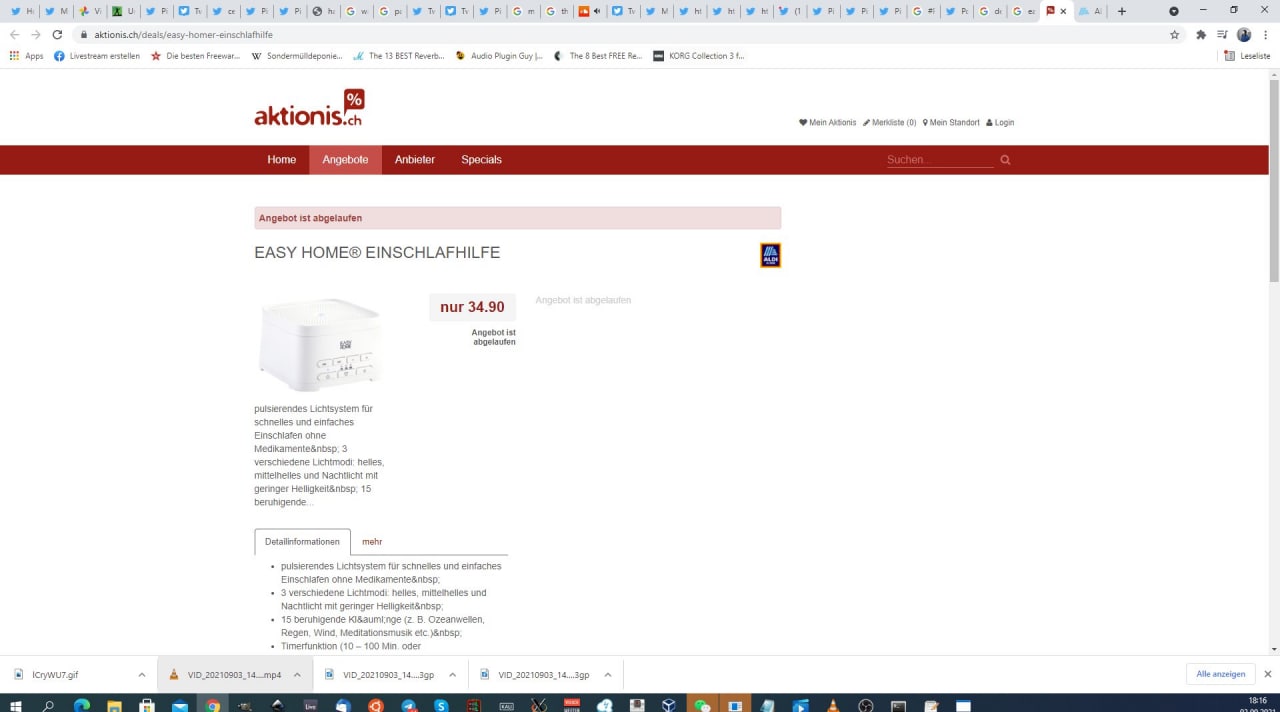 aktionis.ch/deals/easy-homer-einschlafhilfe
Apps
Livestream erstellen
Die besten Freewar...
Sondermülldeponie...
The 13 BEST Reverb...
Audio Plugin Guy |...
The 8 Best FREE Re...
KORG Collection 3 f...
Leseliste
aktionis.ch
%
Mein Aktionis
Merkliste (0)
Mein Standort
Login
Home
Angebote
Anbieter
Specials
Suchen...
Angebot ist abgelaufen
EASY HOME® EINSCHLAFHILFE
ALDI
nur 34.90
Angebot ist abgelaufen
Angebot ist
abgelaufen
EASY
HOME
pulsierendes Lichtsystem für
schnelles und einfaches
Einschlafen ohne
Medikamente&nbsp; 3
verschiedene Lichtmodi: helles,
mittelhelles und Nachtlicht mit
geringer Helligkeit&nbsp; 15
beruhigende...
Detailinformationen
mehr
pulsierendes Lichtsystem für schnelles und einfaches
Einschlafen ohne Medikamente&nbsp;
3 verschiedene Lichtmodi: helles, mittelhelles und
Nachtlicht mit geringer Helligkeit&nbsp;
15 beruhigende Kl&auml;nge (z. B. Ozeanwellen,
Regen, Wind, Meditationsmusik etc.)&nbsp;
Timerfunktion (10 – 100 Min. oder
lCryWU7.gif
VID_20210903_14....mp4
VID_20210903_14....3gp
VID_20210903_14....3gp
Alle anzeigen
Live
18:16